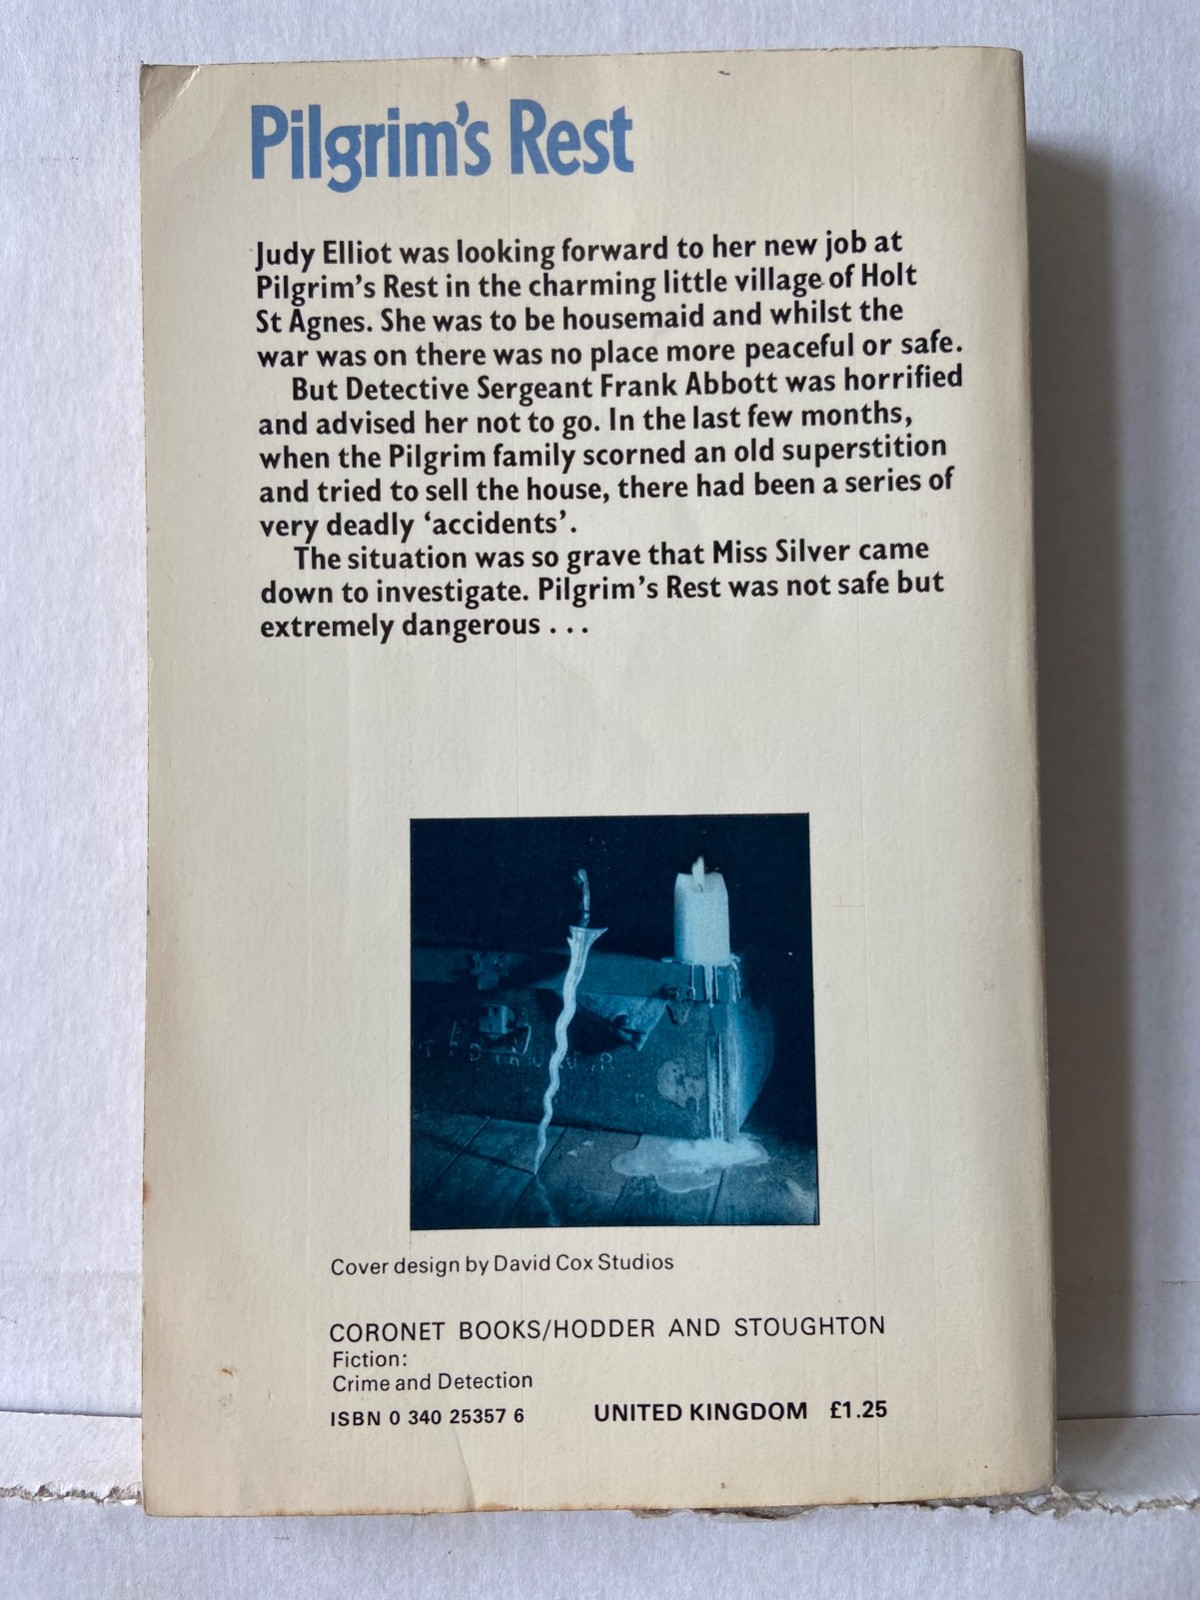 Pilgrim's Rest
Judy Elliot was looking forward to her new job at
Pilgrim's Rest in the charming little village of Holt
St Agnes. She was to be housemaid and whilst the
war was on there was no place more peaceful or safe.
But Detective Sergeant Frank Abbott was horrified
and advised her not to go. In the last few months,
when the Pilgrim family scorned an old superstition
and tried to sell the house, there had been a series of
very deadly ‘accidents’.
The situation was so grave that Miss Silver came
down to investigate. Pilgrim's Rest was not safe but
extremely dangerous . . .
Cover design by David Cox Studios
CORONET BOOKS/HODDER AND STOUGHTON
Fiction:
Crime and Detection
ISBN 0 340 25357 6 UNITED KINGDOM £1.25